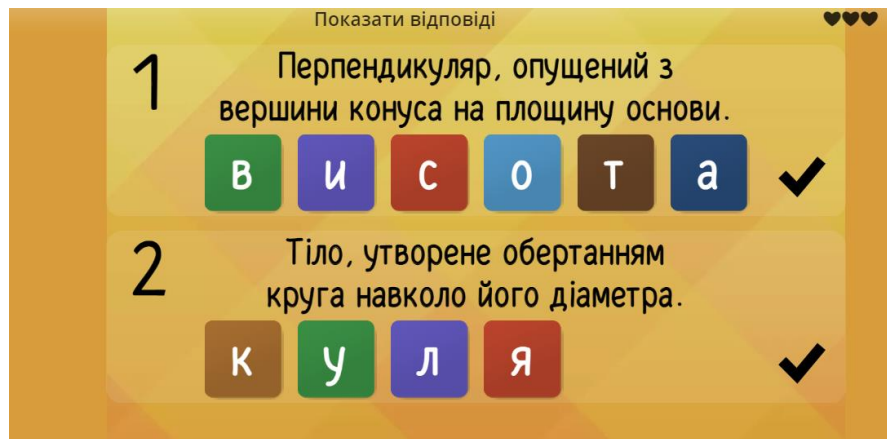 Показати відповіді
1
Перпендикуляр, опущений з
вершини конуса на площину основи.
в и с о т а
2
Тіло, утворене обертанням
круга навколо його діаметра.
к у л я